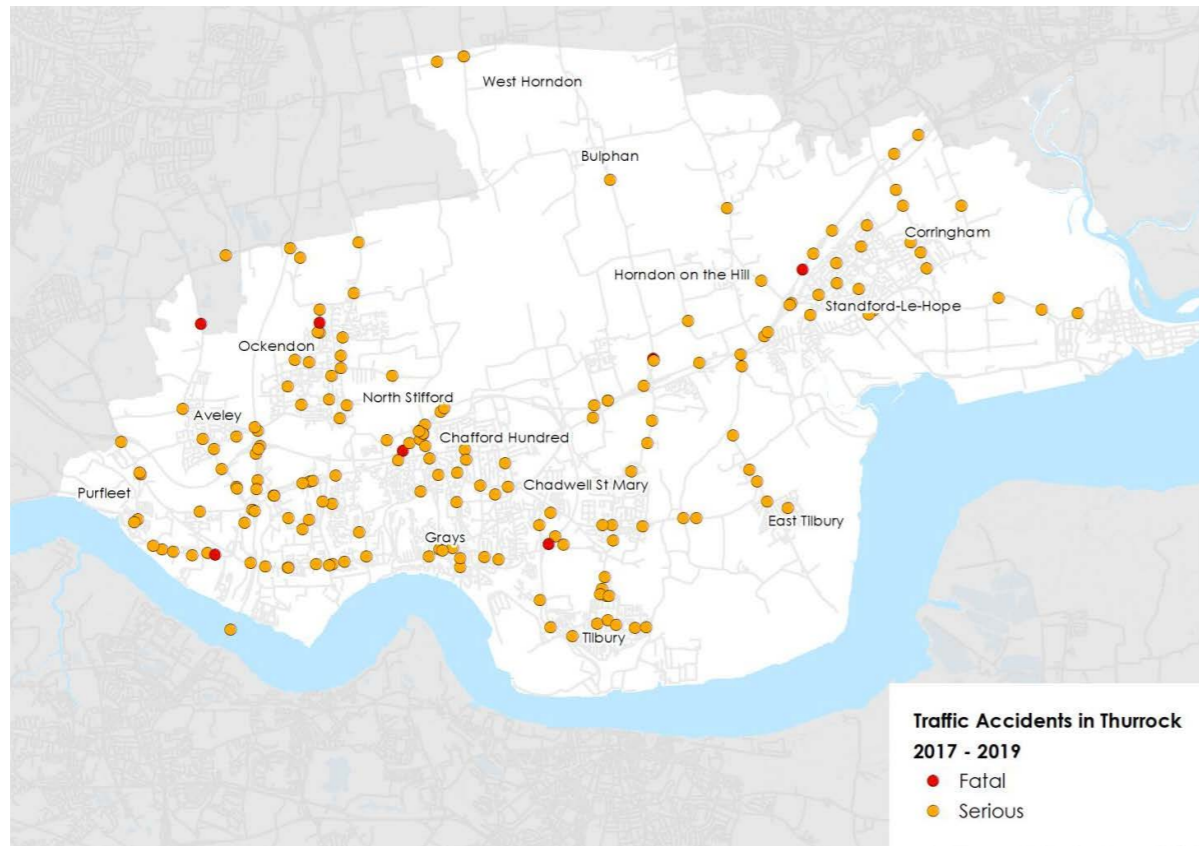 West Horndon
Bulphan
Corringham
Horndon on the Hill
Standford-Le-Hope
Ockendon
North Stifford
Aveley
Chafford Hundred
Chadwell St Mary
Purfleet
East Tilbury
Grays
Tilbury
Traffic Accidents in Thurrock
2017 - 2019
Fatal
Serious